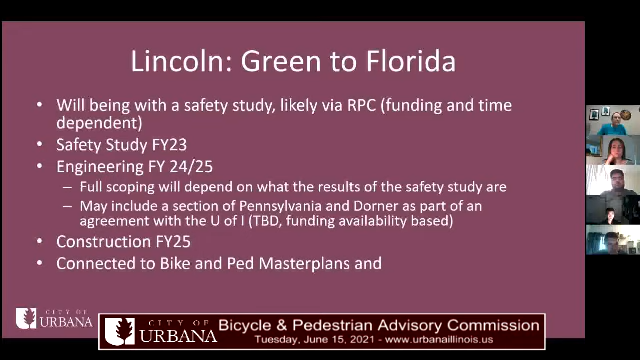 Lincoln: Green to Florida
• Will being with a safety study, likely via RPC (funding and time
dependent)
• Safety Study FY23
• Engineering FY 24/25
– Full scoping will depend on what the results of the safety study are
– May include a section of Pennsylvania and Dorner as part of an
agreement with the U of I (TBD, funding availability based)
• Construction FY25
• Connected to Bike and Ped Masterplans and
CITY OF
URBANA
CITY OF
URBANA
Bicycle & Pedestrian Advisory Commission
Tuesday, June 15, 2021 - www.urbanaillinois.us